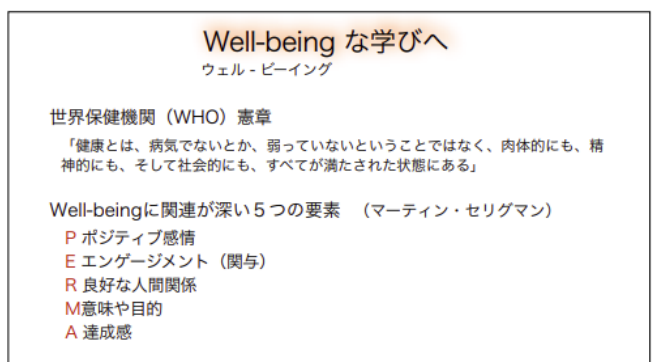 Well-being な学びへ
ウェル - ビーイング
世界保健機関（WHO）憲章
「健康とは、病気でないとか、弱っていないということではなく、肉体的にも、精
神的にも、そして社会的にも、すべてが満たされた状態にある」
Well-beingに関連が深い５つの要素　（マーティン・セリグマン）
P ポジティブ感情
E エンゲージメント（関与）
R 良好な人間関係
M意味や目的
A 達成感